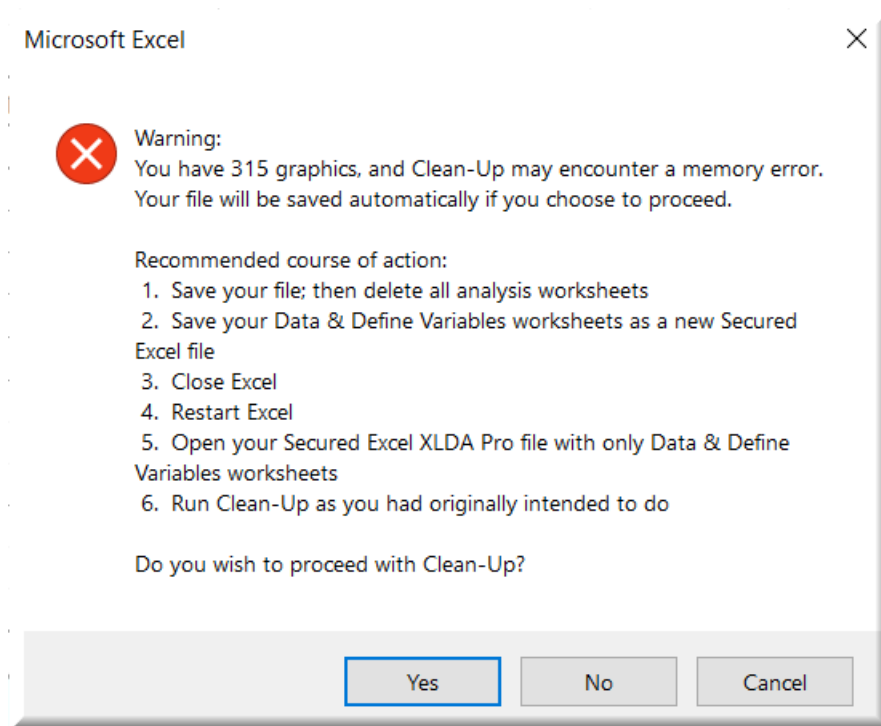 Microsoft Excel
Warning:
You have 315 graphics, and Clean-Up may encounter a memory error.
Your file will be saved automatically if you choose to proceed.
Recommended course of action:
1. Save your file; then delete all analysis worksheets
2. Save your Data & Define Variables worksheets as a new Secured
Excel file
3. Close Excel
4. Restart Excel
5. Open your Secured Excel XLDA Pro file with only Data & Define
Variables worksheets
6. Run Clean-Up as you had originally intended to do
Do you wish to proceed with Clean-Up?
Yes
No
Cancel